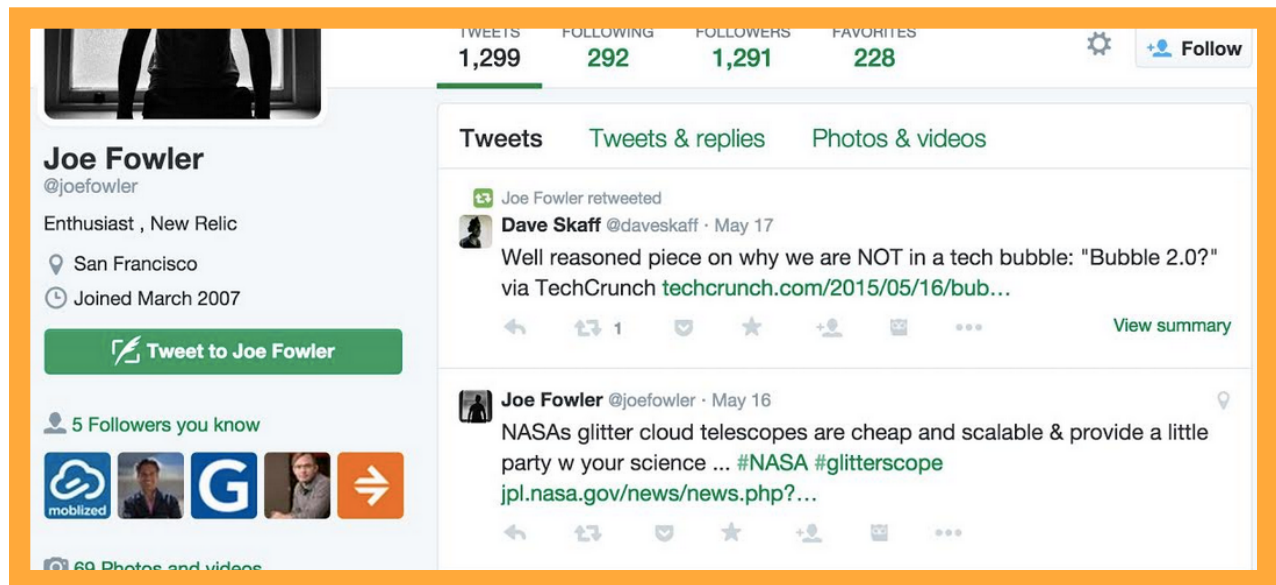 TWEETS FOLLOWING FOLLOWERS FAVORITES
1,299 292 1,291 228
Follow
Joe Fowler
@joefowler
Enthusiast , New Relic
San Francisco
Joined March 2007
Tweet to Joe Fowler
5 Followers you know
moblized G
69 Photos and videos
Tweets Tweets & replies Photos & videos
Joe Fowler retweeted
Dave Skaff @daveskaff · May 17
Well reasoned piece on why we are NOT in a tech bubble: "Bubble 2.0?"
via TechCrunch techcrunch.com/2015/05/16/bub...
1 View summary
Joe Fowler @joefowler · May 16
NASAs glitter cloud telescopes are cheap and scalable & provide a little
party w your science ... #NASA #glitterscope
jpl.nasa.gov/news/news.php?...